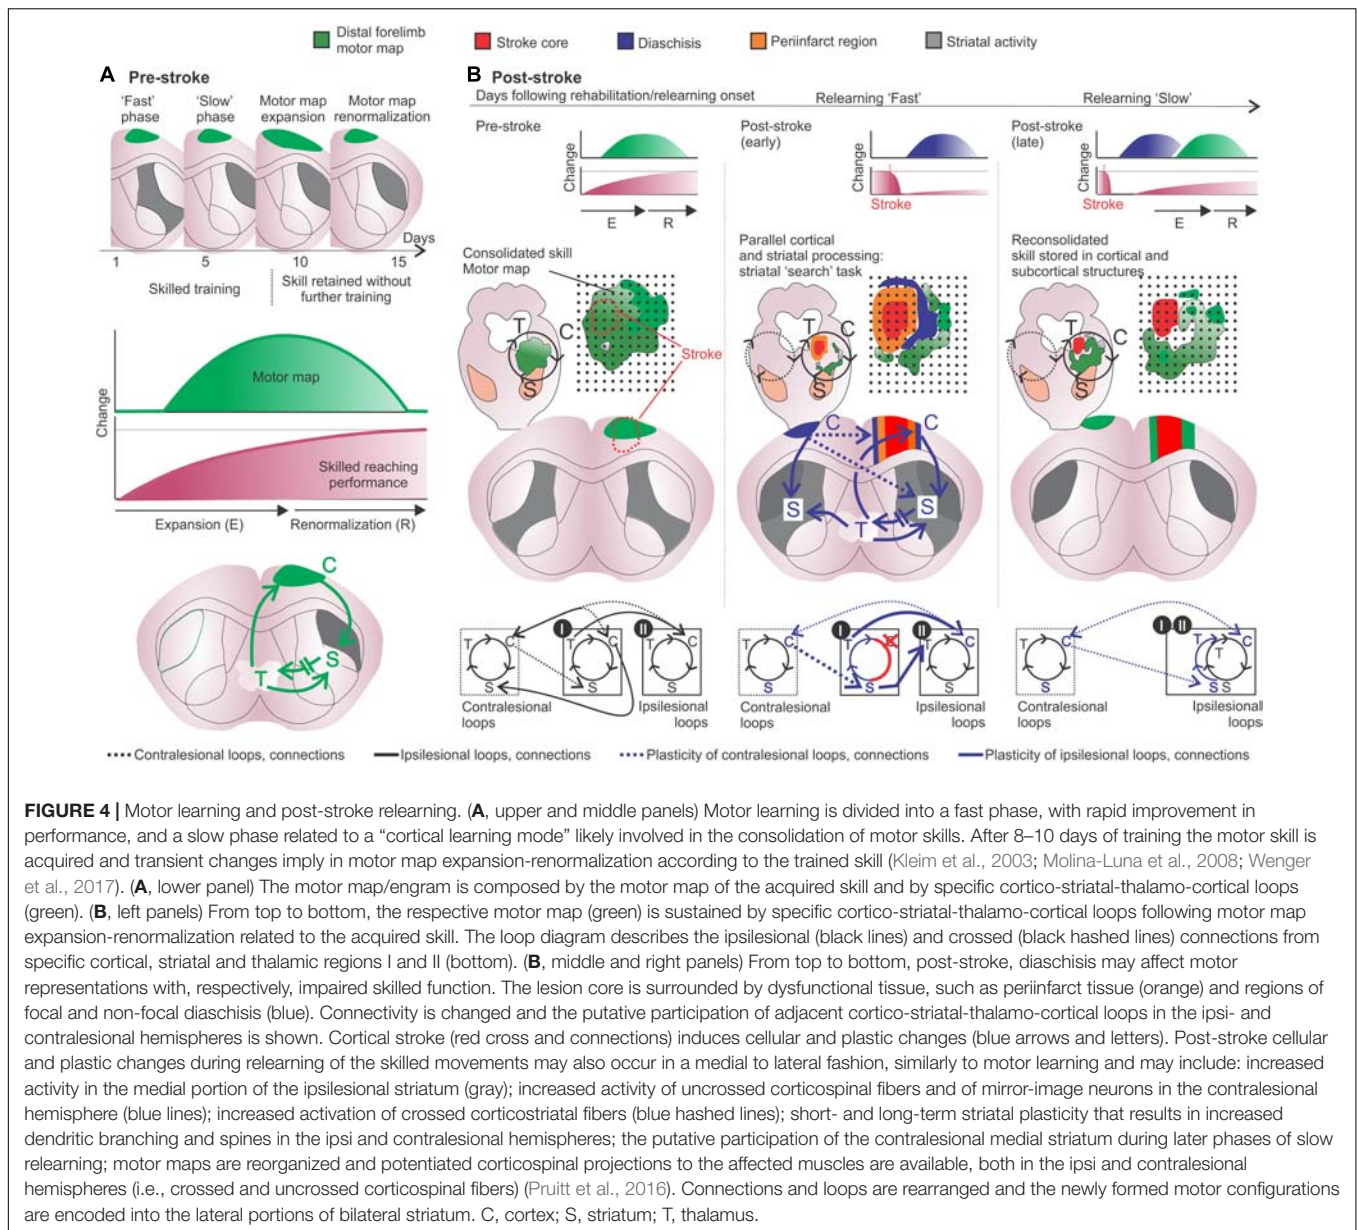 Distal forelimb
motor map
Stroke core
Diaschisis
Periinfarct region
Striatal activity
A Pre-stroke
'Fast'
phase
'Slow'
phase
Motor map
expansion
Motor map
renormalization
Days
1 5 10 15
Skilled training
Skill retained without
further training
Change
Motor map
Skilled reaching
performance
Expansion (E)
Renormalization (R)
C
S
T
B Post-stroke
Days following rehabilitation/relearning onset
Relearning 'Fast'
Relearning 'Slow'
Pre-stroke
Change
E R
Post-stroke
(early)
Change
Stroke
Post-stroke
(late)
Change
Stroke
E R
Consolidated skill
Motor map
T C
S
Stroke
Parallel cortical
and striatal processing:
striatal 'search' task
T C
S
Reconsolidated
skill stored in cortical and
subcortical structures
T C
S
C C
S S
T
T C
S
I
T C
S
II
T C
S
Contralesional
loops
Ipsilesional
loops
T C
S
I
T
S
II
T C
S
Contralesional
loops
Ipsilesional
loops
T C
S
I II
T C
T
S S
Contralesional
loops
Ipsilesional
loops
Contralesional loops, connections
Ipsilesional loops, connections
Plasticity of contralesional loops, connections
Plasticity of ipsilesional loops, connections
FIGURE 4 | Motor learning and post-stroke relearning. (A, upper and middle panels) Motor learning is divided into a fast phase, with rapid improvement in
performance, and a slow phase related to a “cortical learning mode” likely involved in the consolidation of motor skills. After 8–10 days of training the motor skill is
acquired and transient changes imply in motor map expansion-renormalization according to the trained skill (Kleim et al., 2003; Molina-Luna et al., 2008; Wenger
et al., 2017). (A, lower panel) The motor map/engram is composed by the motor map of the acquired skill and by specific cortico-striatal-thalamo-cortical loops
(green). (B, left panels) From top to bottom, the respective motor map (green) is sustained by specific cortico-striatal-thalamo-cortical loops following motor map
expansion-renormalization related to the acquired skill. The loop diagram describes the ipsilesional (black lines) and crossed (black hashed lines) connections from
specific cortical, striatal and thalamic regions I and II (bottom). (B, middle and right panels) From top to bottom, post-stroke, diaschisis may affect motor
representations with, respectively, impaired skilled function. The lesion core is surrounded by dysfunctional tissue, such as periinfarct tissue (orange) and regions of
focal and non-focal diaschisis (blue). Connectivity is changed and the putative participation of adjacent cortico-striatal-thalamo-cortical loops in the ipsi- and
contralesional hemispheres is shown. Cortical stroke (red cross and connections) induces cellular and plastic changes (blue arrows and letters). Post-stroke cellular
and plastic changes during relearning of the skilled movements may also occur in a medial to lateral fashion, similarly to motor learning and may include: increased
activity in the medial portion of the ipsilesional striatum (gray); increased activity of uncrossed corticospinal fibers and of mirror-image neurons in the contralesional
hemisphere (blue lines); increased activation of crossed corticostriatal fibers (blue hashed lines); short- and long-term striatal plasticity that results in increased
dendritic branching and spines in the ipsi and contralesional hemispheres; the putative participation of the contralesional medial striatum during later phases of slow
relearning; motor maps are reorganized and potentiated corticospinal projections to the affected muscles are available, both in the ipsi and contralesional
hemispheres (i.e., crossed and uncrossed corticospinal fibers) (Pruitt et al., 2016). Connections and loops are rearranged and the newly formed motor configurations
are encoded into the lateral portions of bilateral striatum. C, cortex; S, striatum; T, thalamus.